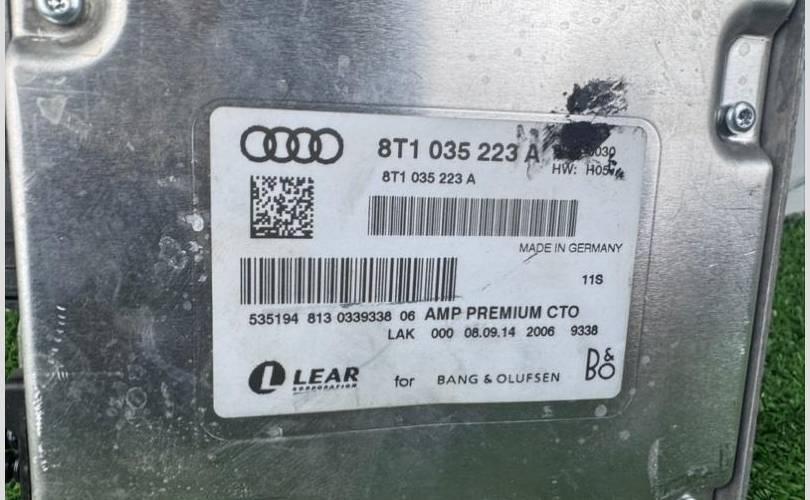 8T1 035 223 A
HW: H05
8T1 035 223 A
MADE IN GERMANY
11S
535194 813 0339338 06 AMP PREMIUM CTO
LAK 000 08.09.14 2006 9338
L LEAR CORPORATION for BANG & OLUFSEN B&O